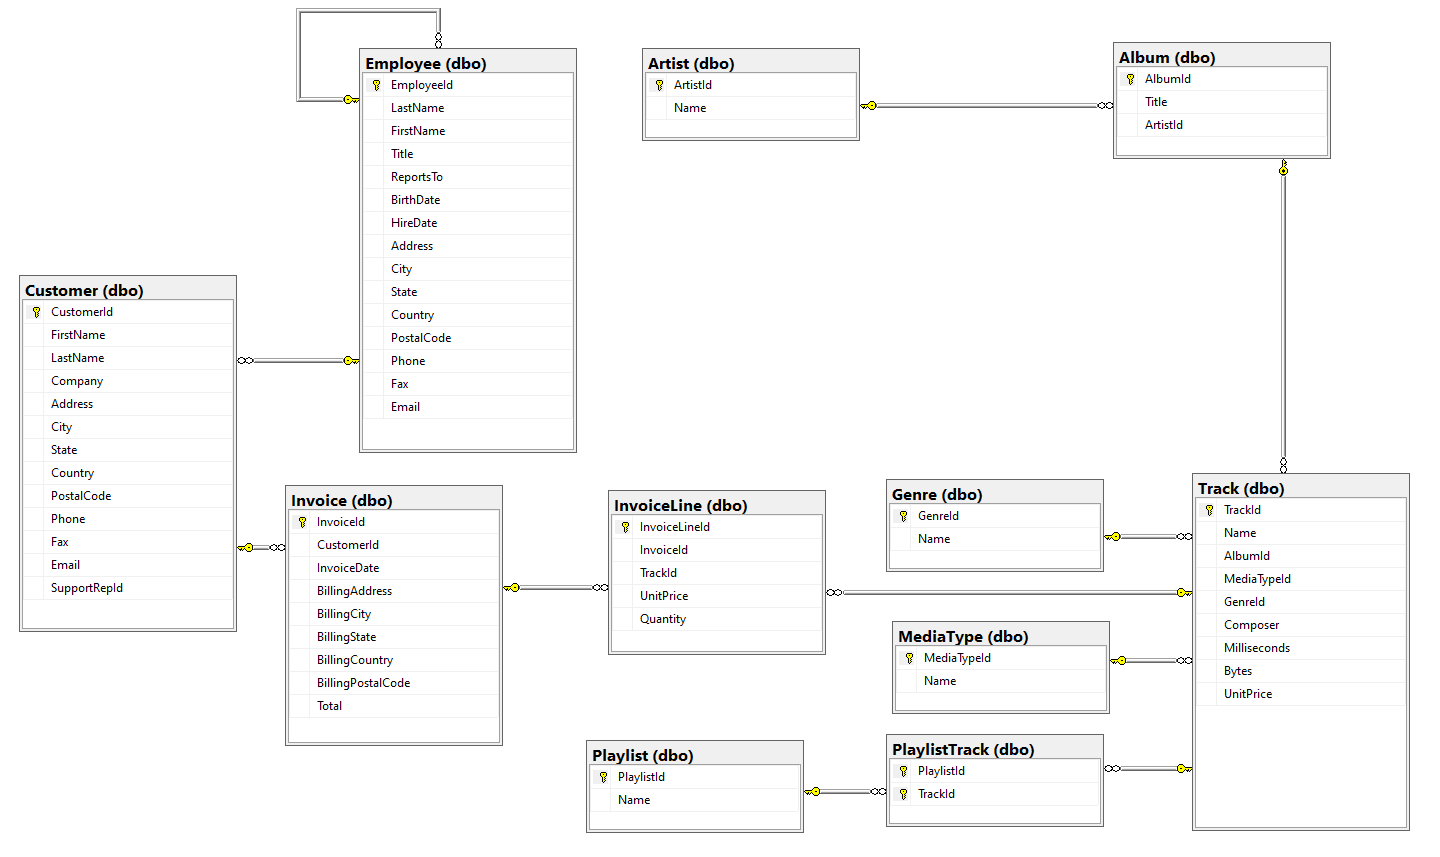 Employee (dbo)
EmployeeId
LastName
FirstName
Title
ReportsTo
BirthDate
HireDate
Address
City
State
Country
PostalCode
Phone
Fax
Email
Artist (dbo)
ArtistId
Name
Album (dbo)
AlbumId
Title
ArtistId
Customer (dbo)
CustomerId
FirstName
LastName
Company
Address
City
State
Country
PostalCode
Phone
Fax
Email
SupportRepId
Invoice (dbo)
InvoiceId
CustomerId
InvoiceDate
BillingAddress
BillingCity
BillingState
BillingCountry
BillingPostalCode
Total
InvoiceLine (dbo)
InvoiceLineId
InvoiceId
TrackId
UnitPrice
Quantity
Genre (dbo)
GenreId
Name
Track (dbo)
TrackId
Name
AlbumId
MediaTypeId
GenreId
Composer
Milliseconds
Bytes
UnitPrice
MediaType (dbo)
MediaTypeId
Name
Playlist (dbo)
PlaylistId
Name
PlaylistTrack (dbo)
PlaylistId
TrackId